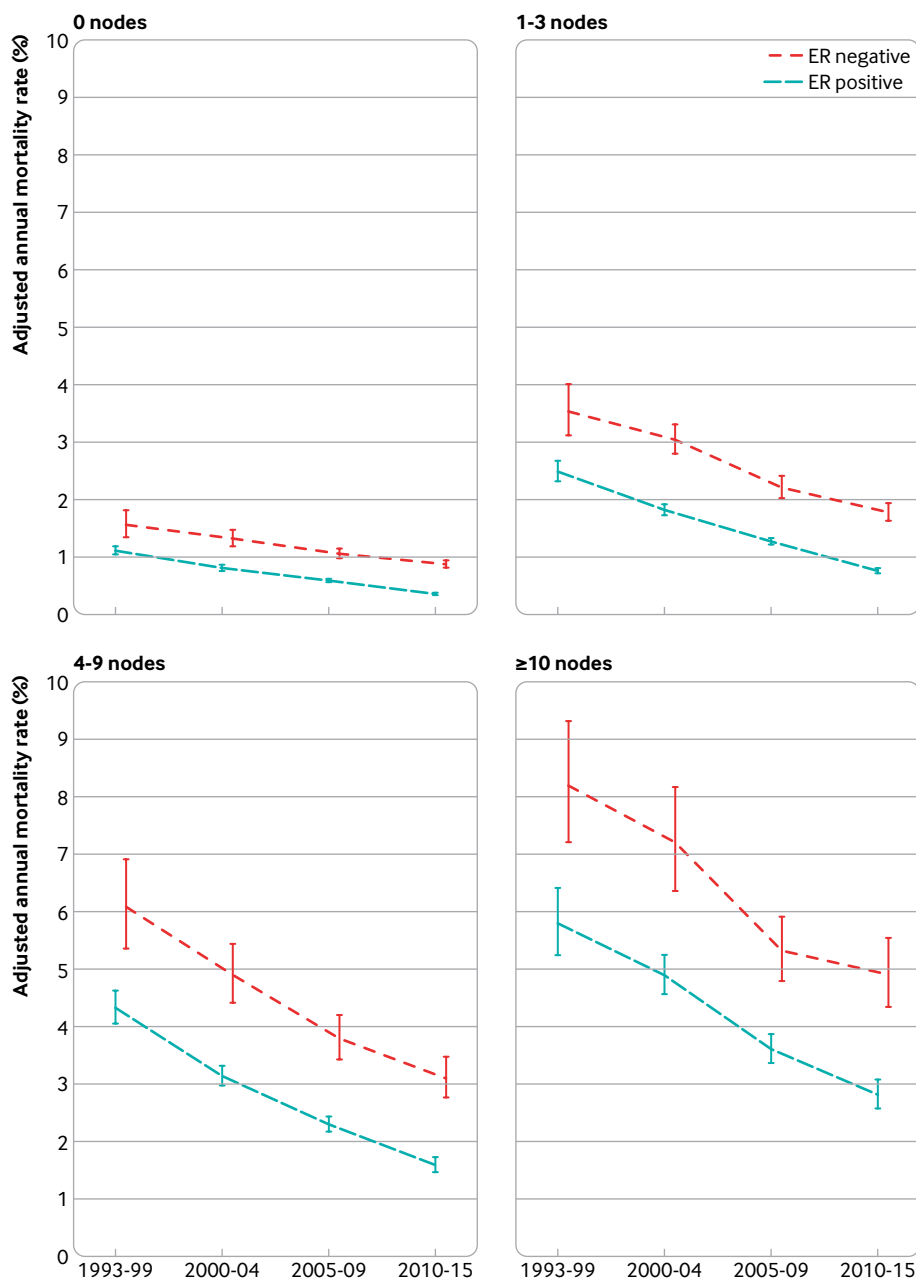 0 nodes
1-3 nodes
Adjusted annual mortality rate (%)
10
9
8
7
6
5
4
3
2
1
0
ER negative
ER positive
4-9 nodes
≥10 nodes
Adjusted annual mortality rate (%)
10
9
8
7
6
5
4
3
2
1
0
1993-99 2000-04 2005-09 2010-15
1993-99 2000-04 2005-09 2010-15